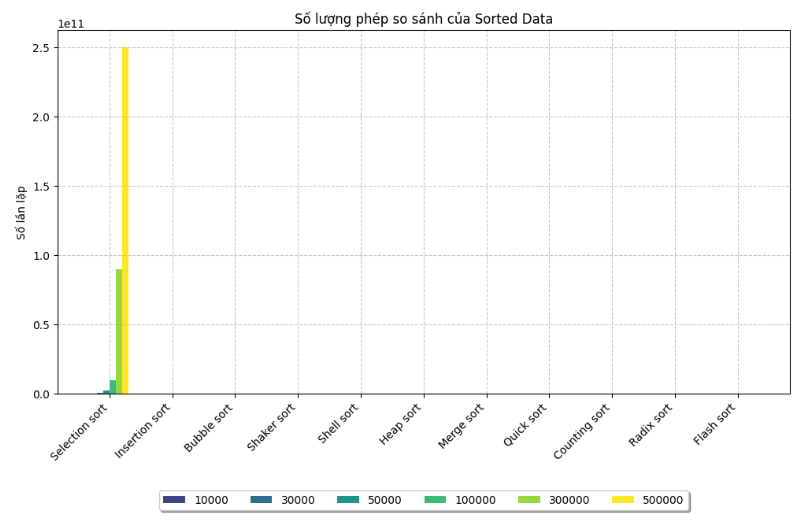 Số lượng phép so sánh của Sorted Data
1e11
2.5
2.0
1.5
1.0
0.5
0.0
Số lần lặp
Selection sort
Insertion sort
Bubble sort
Shaker sort
Shell sort
Heap sort
Merge sort
Quick sort
Counting sort
Radix sort
Flash sort
10000 30000 50000 100000 300000 500000